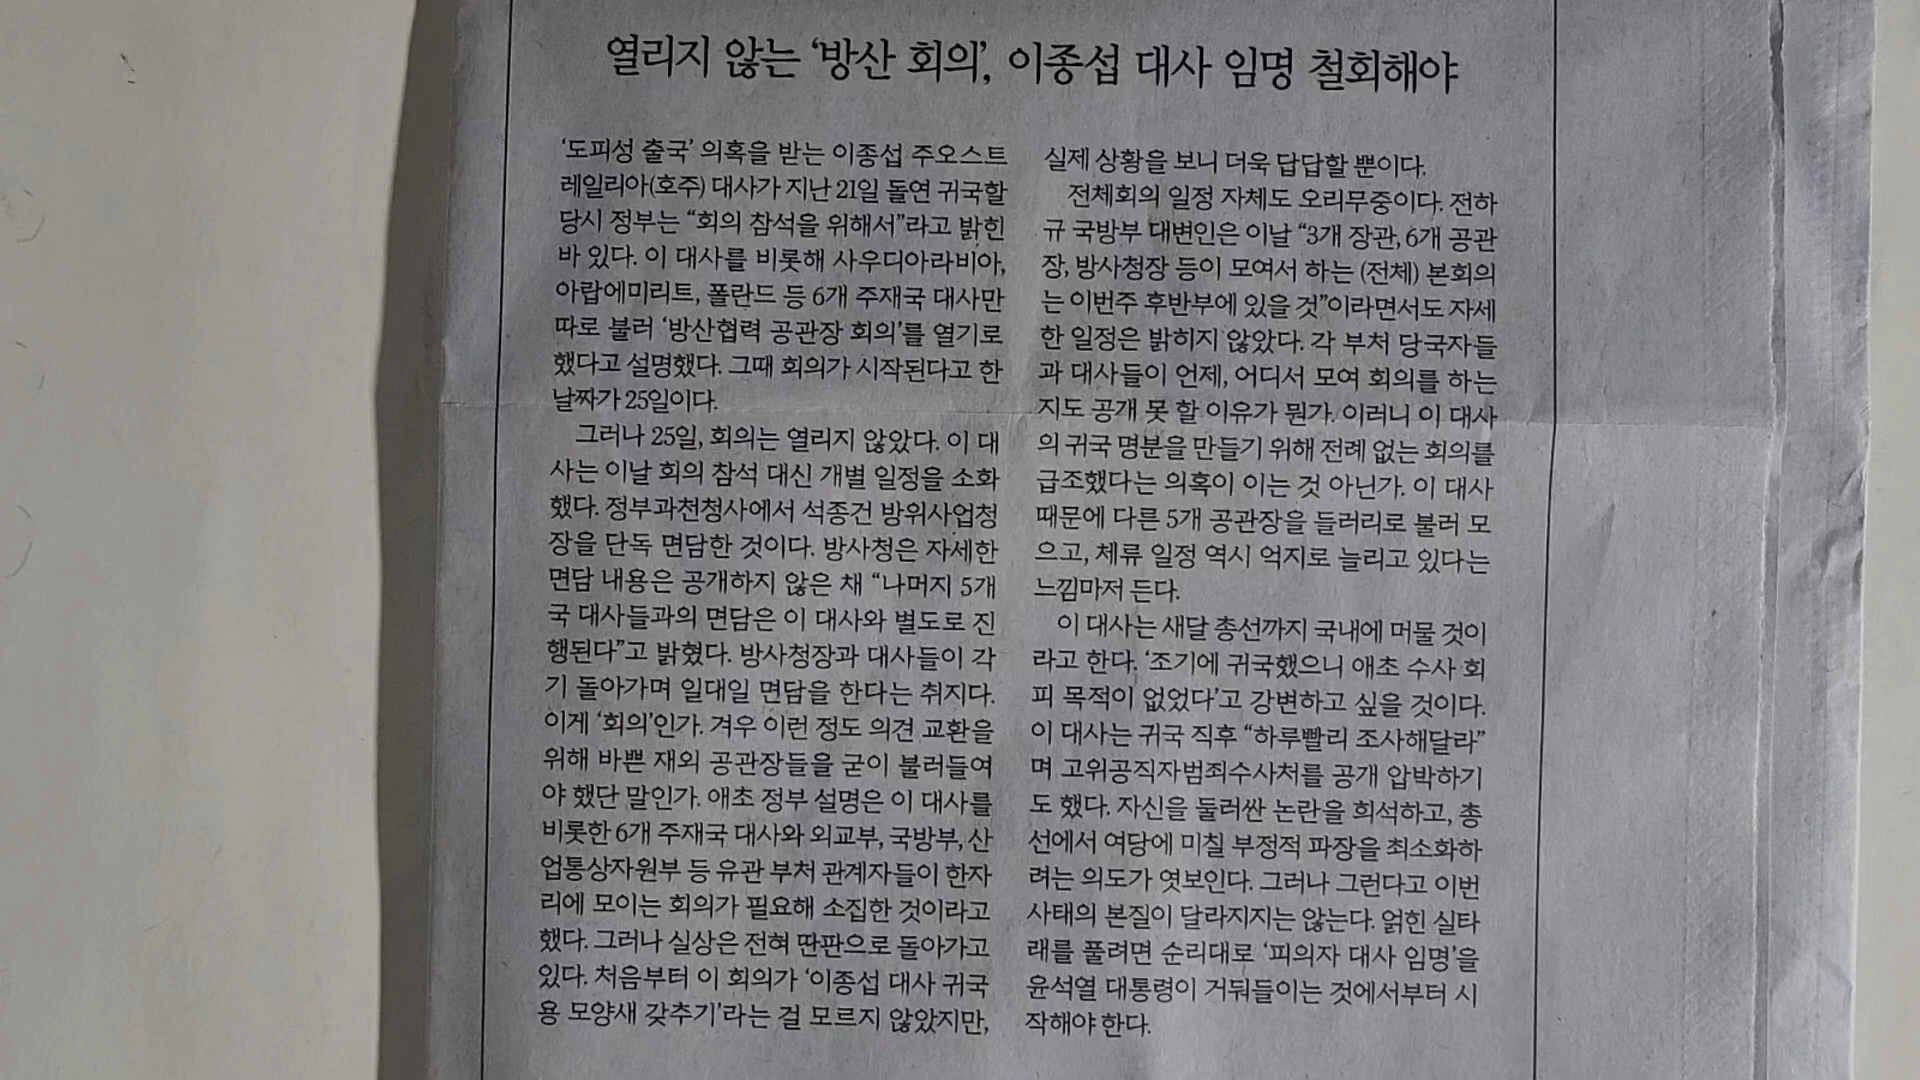 열리지 않는 ‘방산 회의’, 이종섭 대사 임명 철회해야
‘도피성 출국’ 의혹을 받는 이종섭 주오스트
레일리아(호주) 대사가 지난 21일 돌연 귀국할
당시 정부는 “회의 참석을 위해서”라고 밝힌
바 있다. 이 대사를 비롯해 사우디아라비아,
아랍에미리트, 폴란드 등 6개 주재국 대사만
따로 불러 ‘방산협력 공관장 회의’를 열기로
했다고 설명했다. 그때 회의가 시작된다고 한
날짜가 25일이다.
그러나 25일, 회의는 열리지 않았다. 이 대
사는 이날 회의 참석 대신 개별 일정을 소화
했다. 정부과천청사에서 석종건 방위사업청
장을 단독 면담한 것이다. 방사청은 자세한
면담 내용은 공개하지 않은 채 “나머지 5개
국 대사들과의 면담은 이 대사와 별도로 진
행된다”고 밝혔다. 방사청장과 대사들이 각
기 돌아가며 일대일 면담을 한다는 취지다.
이게 ‘회의’인가. 겨우 이런 정도 의견 교환을
위해 바쁜 재외 공관장들을 굳이 불러들여
야 했단 말인가. 애초 정부 설명은 이 대사를
비롯한 6개 주재국 대사와 외교부, 국방부, 산
업통상자원부 등 유관 부처 관계자들이 한자
리에 모이는 회의가 필요해 소집한 것이라고
했다. 그러나 실상은 전혀 딴판으로 돌아가고
있다. 처음부터 이 회의가 ‘이종섭 대사 귀국
용 모양새 갖추기’라는 걸 모르지 않았지만,
실제 상황을 보니 더욱 답답할 뿐이다.
전체회의 일정 자체도 오리무중이다. 전하
규 국방부 대변인은 이날 “3개 장관, 6개 공관
장, 방사청장 등이 모여서 하는 (전체) 본회의
는 이번주 후반부에 있을 것”이라면서도 자세
한 일정은 밝히지 않았다. 각 부처 당국자들
과 대사들이 언제, 어디서 모여 회의를 하는
지도 공개 못 할 이유가 뭔가. 이러니 이 대사
의 귀국 명분을 만들기 위해 전례 없는 회의를
급조했다는 의혹이 이는 것 아닌가. 이 대사
때문에 다른 5개 공관장을 들러리로 불러 모
으고, 체류 일정 역시 억지로 늘리고 있다는
느낌마저 든다.
이 대사는 새달 총선까지 국내에 머물 것이
라고 한다. ‘조기에 귀국했으니 애초 수사 회
피 목적이 없었다’고 강변하고 싶을 것이다.
이 대사는 귀국 직후 “하루빨리 조사해달라”
며 고위공직자범죄수사처를 공개 압박하기
도 했다. 자신을 둘러싼 논란을 희석하고, 총
선에서 여당에 미칠 부정적 파장을 최소화하
려는 의도가 엿보인다. 그러나 그런다고 이번
사태의 본질이 달라지지는 않는다. 얽힌 실타
래를 풀려면 순리대로 ‘피의자 대사 임명’을
윤석열 대통령이 거둬들이는 것에서부터 시
작해야 한다.